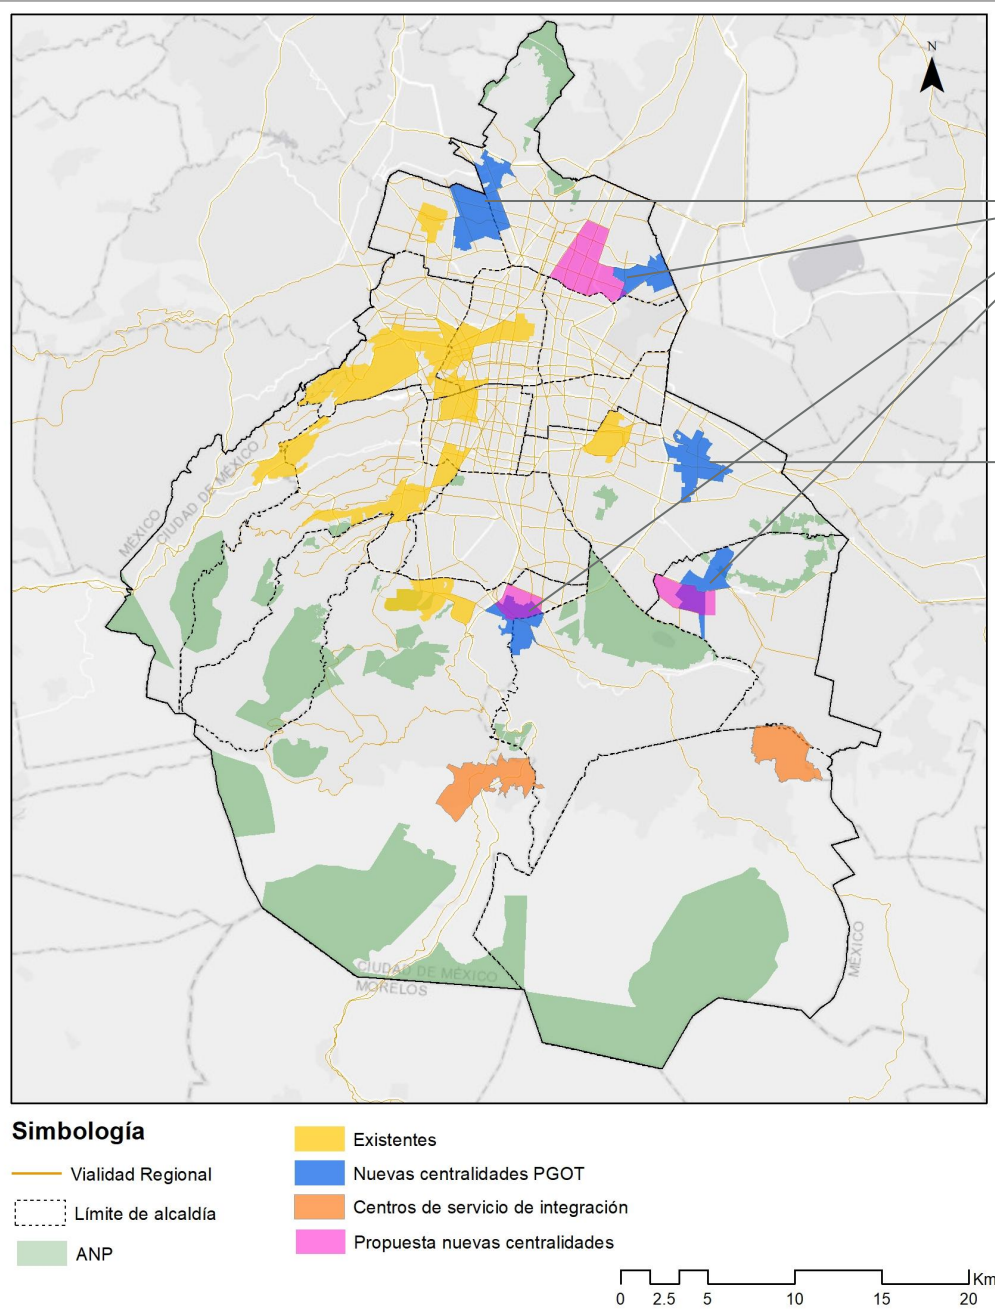 N
MÉXICO
CIUDAD DE MÉXICO
MÉXICO
CIUDAD DE MÉXICO
MORELOS
Simbología
Vialidad Regional
Límite de alcaldía
ANP
Existentes
Nuevas centralidades PGOT
Centros de servicio de integración
Propuesta nuevas centralidades
Km
0 2.5 5 10 15 20